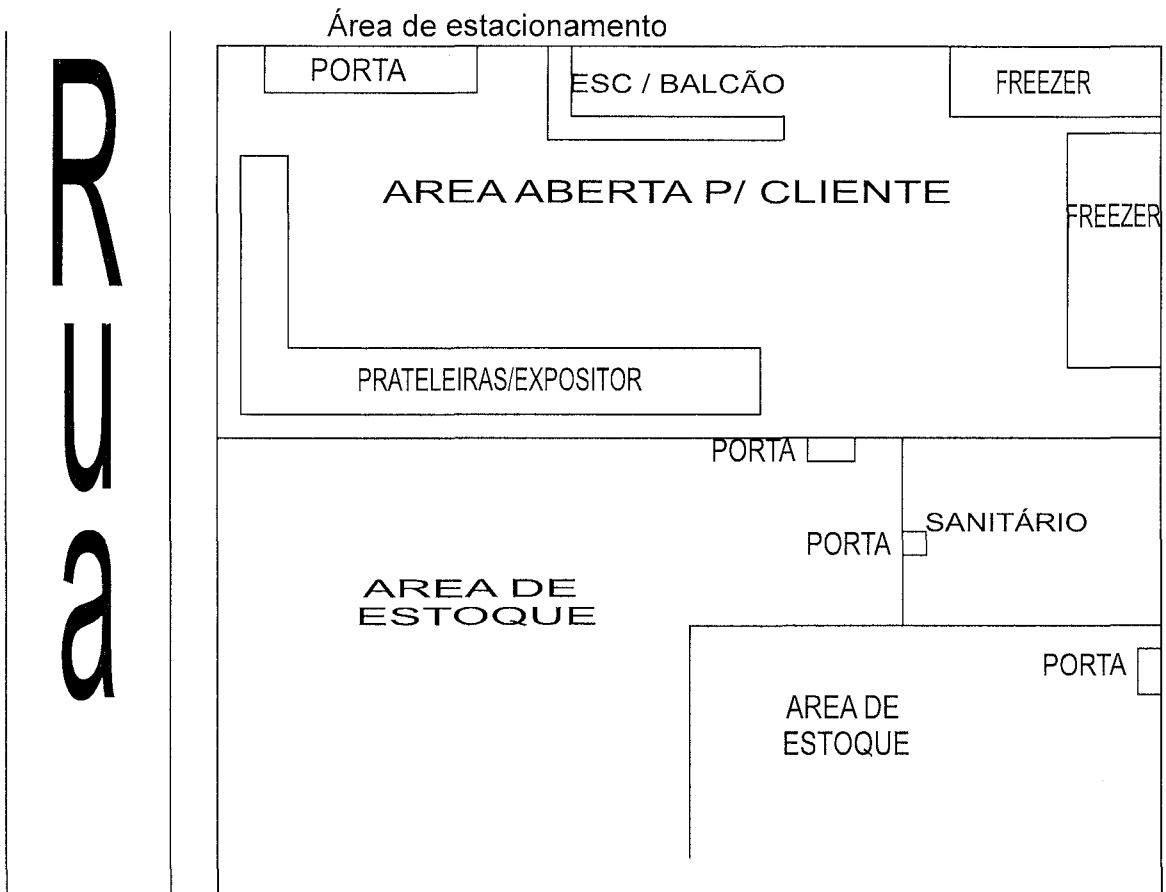 Área de estacionamento
PORTA
ESC / BALCÃO
FREEZER
Rua
AREA ABERTA P/ CLIENTE
FREEZER
PRATELEIRAS/EXPOSITOR
PORTA
SANITÁRIO
PORTA
AREA DE
ESTOQUE
PORTA
AREA DE
ESTOQUE